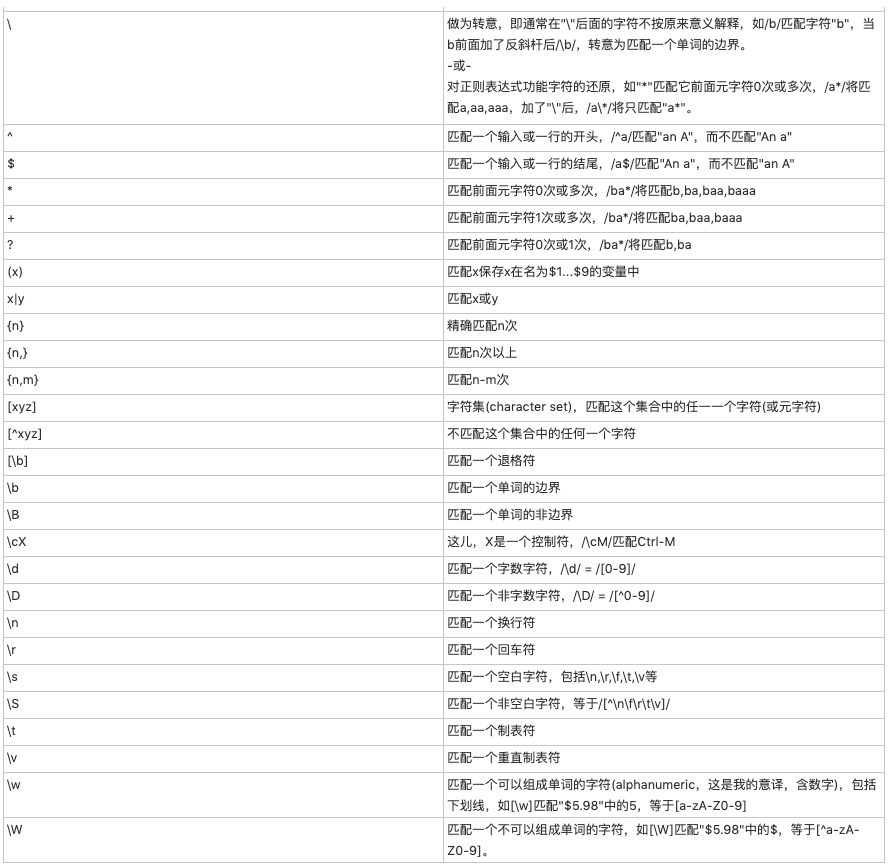 \
做为转意，即通常在"\"后面的字符不按原来意义解释，如/b/匹配字符"b"，当
b前面加了反斜杆后/\b/，转意为匹配一个单词的边界。
-或-
对正则表达式功能字符的还原，如"*"匹配它前面元字符0次或多次，/a*/将匹
配a,aa,aaa，加了"\"后，/a\*/将只匹配"a*"。
^
匹配一个输入或一行的开头，/^a/匹配"an A"，而不匹配"An a"
$
匹配一个输入或一行的结尾，/a$/匹配"An a"，而不匹配"an A"
*
匹配前面元字符0次或多次，/ba*/将匹配b,ba,baa,baaa
+
匹配前面元字符1次或多次，/ba*/将匹配ba,baa,baaa
?
匹配前面元字符0次或1次，/ba*/将匹配b,ba
(x)
匹配x保存x在名为$1...$9的变量中
x|y
匹配x或y
{n}
精确匹配n次
{n,}
匹配n次以上
{n,m}
匹配n-m次
[xyz]
字符集(character set)，匹配这个集合中的任一一个字符(或元字符)
[^xyz]
不匹配这个集合中的任何一个字符
[\b]
匹配一个退格符
\b
匹配一个单词的边界
\B
匹配一个单词的非边界
\cX
这儿，X是一个控制符，/\cM/匹配Ctrl-M
\d
匹配一个字数字符，/\d/ = /[0-9]/
\D
匹配一个非字数字符，/\D/ = /[^0-9]/
\n
匹配一个换行符
\r
匹配一个回车符
\s
匹配一个空白字符，包括\n,\r,\f,\t,\v等
\S
匹配一个非空白字符，等于/[^\n\f\r\t\v]/
\t
匹配一个制表符
\v
匹配一个重直制表符
\w
匹配一个可以组成单词的字符(alphanumeric，这是我的意译，含数字)，包括
下划线，如[\w]匹配"$5.98"中的5，等于[a-zA-Z0-9]
\W
匹配一个不可以组成单词的字符，如[\W]匹配"$5.98"中的$，等于[^a-zA-
Z0-9]。